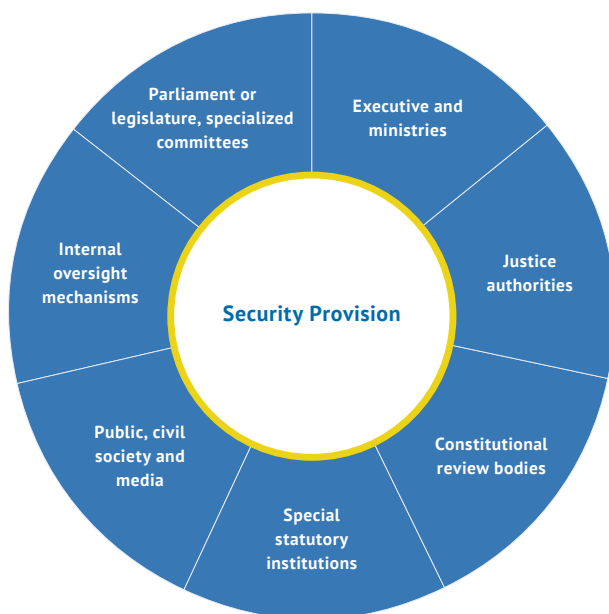 Parliament or
legislature, specialized
committees
Executive and
ministries
Internal
oversight
mechanisms
Justice
authorities
Security Provision
Public, civil
society and
media
Constitutional
review bodies
Special
statutory
institutions